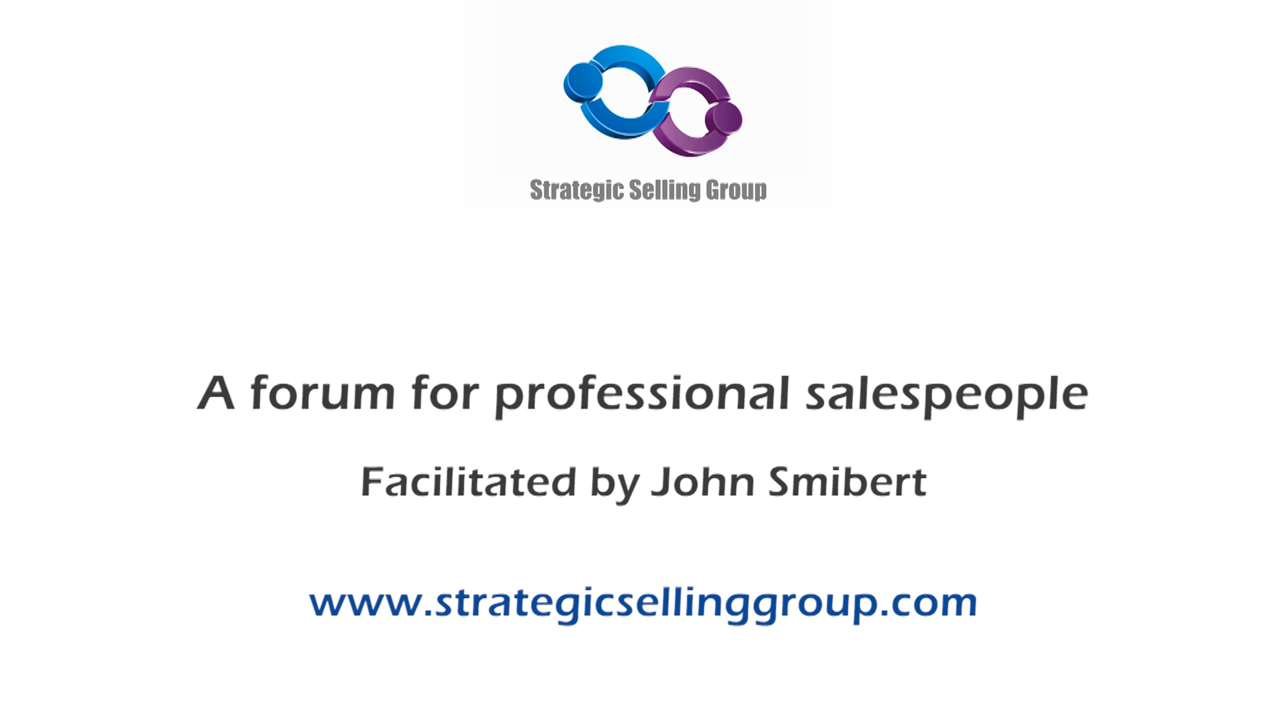 Strategic Selling Group
A forum for professional salespeople
Facilitated by John Smibert
www.strategicsellinggroup.com